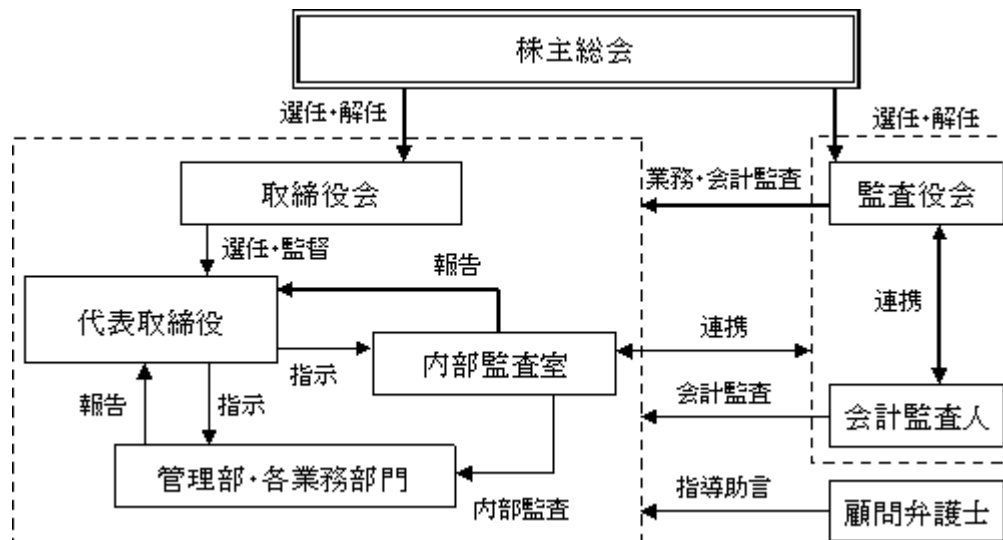 株主総会
選任・解任
選任・解任
取締役会
業務・会計監査
監査役会
選任・監督
報告
代表取締役
連携
連携
内部監査室
指示
報告
指示
会計監査
会計監査人
管理部・各業務部門
内部監査
指導助言
顧問弁護士